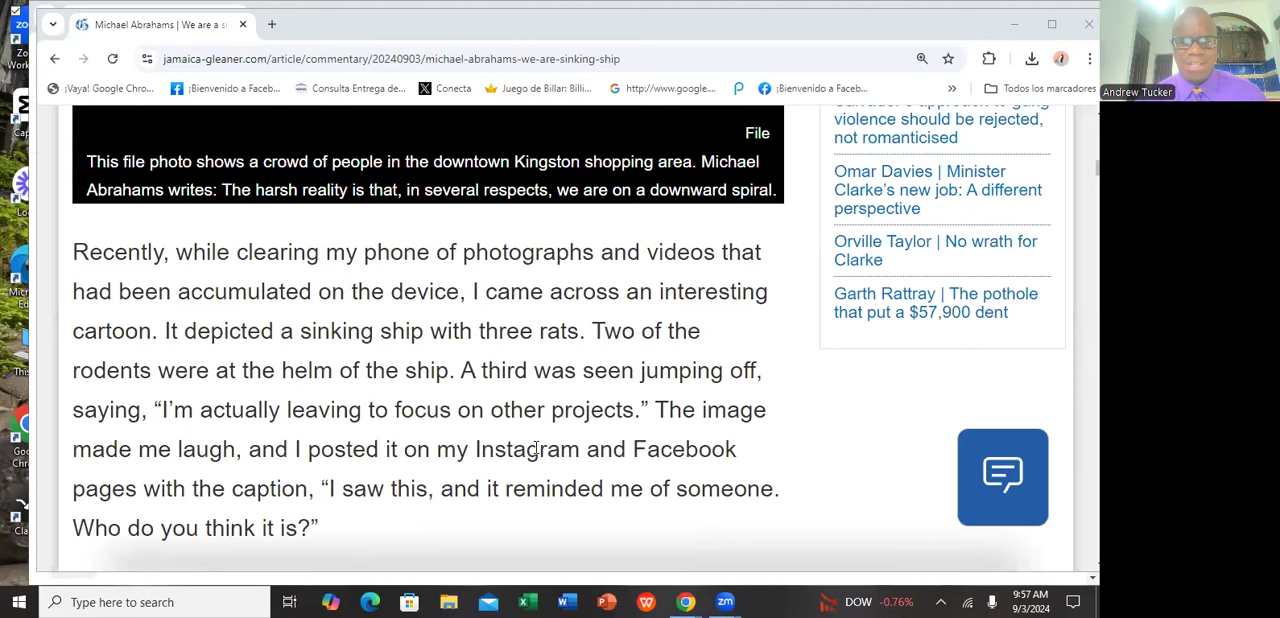 Michael Abrahams | We are a si
jamaica-gleaner.com/article/commentary/20240903/michael-abrahams-we-are-sinking-ship
¡Vaya! Google Chro...
¡Bienvenido a Faceb...
Consulta Entrega de...
Conecta
Juego de Billar: Billi...
http://www.google....
¡Bienvenido a Faceb...
»
Todos los marcadores
Andrew Tucker
File
This file photo shows a crowd of people in the downtown Kingston shopping area. Michael
Abrahams writes: The harsh reality is that, in several respects, we are on a downward spiral.
Recently, while clearing my phone of photographs and videos that
had been accumulated on the device, I came across an interesting
cartoon. It depicted a sinking ship with three rats. Two of the
rodents were at the helm of the ship. A third was seen jumping off,
saying, “I’m actually leaving to focus on other projects.” The image
made me laugh, and I posted it on my Instagram and Facebook
pages with the caption, “I saw this, and it reminded me of someone.
Who do you think it is?”
violence should be rejected,
not romanticised
Omar Davies | Minister
Clarke’s new job: A different
perspective
Orville Taylor | No wrath for
Clarke
Garth Rattray | The pothole
that put a $57,900 dent
Type here to search
DOW -0.76%
9:57 AM
9/3/2024